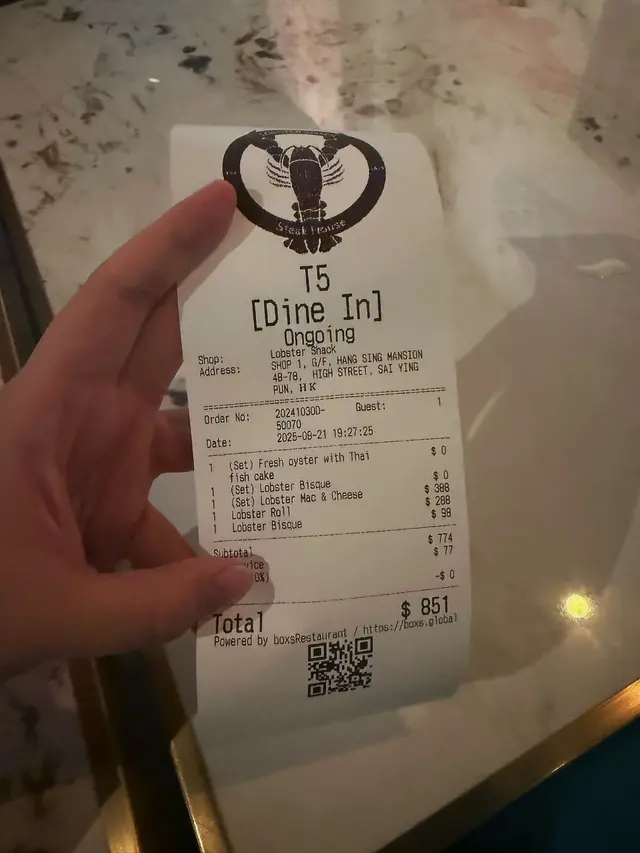 Steak House
T5
[Dine In]
Ongoing
Shop: Lobster Shack
Address: SHOP 1, G/F, HANG SING MANSION
48-78, HIGH STREET, SAI YING
PUN, HK
Order No: 202410300-
50070 Guest: 1
Date: 2025-08-21 19:27:25
1 (Set) Fresh oyster with Thai
fish cake $ 0
1 (Set) Lobster Bisque $ 0
1 (Set) Lobster Mac & Cheese $ 388
1 Lobster Roll $ 288
1 Lobster Bisque $ 98
Subtotal $ 774
vice $ 77
0%)
-$ 0
Total $ 851
Powered by boxsRestaurant / https://boxs.global